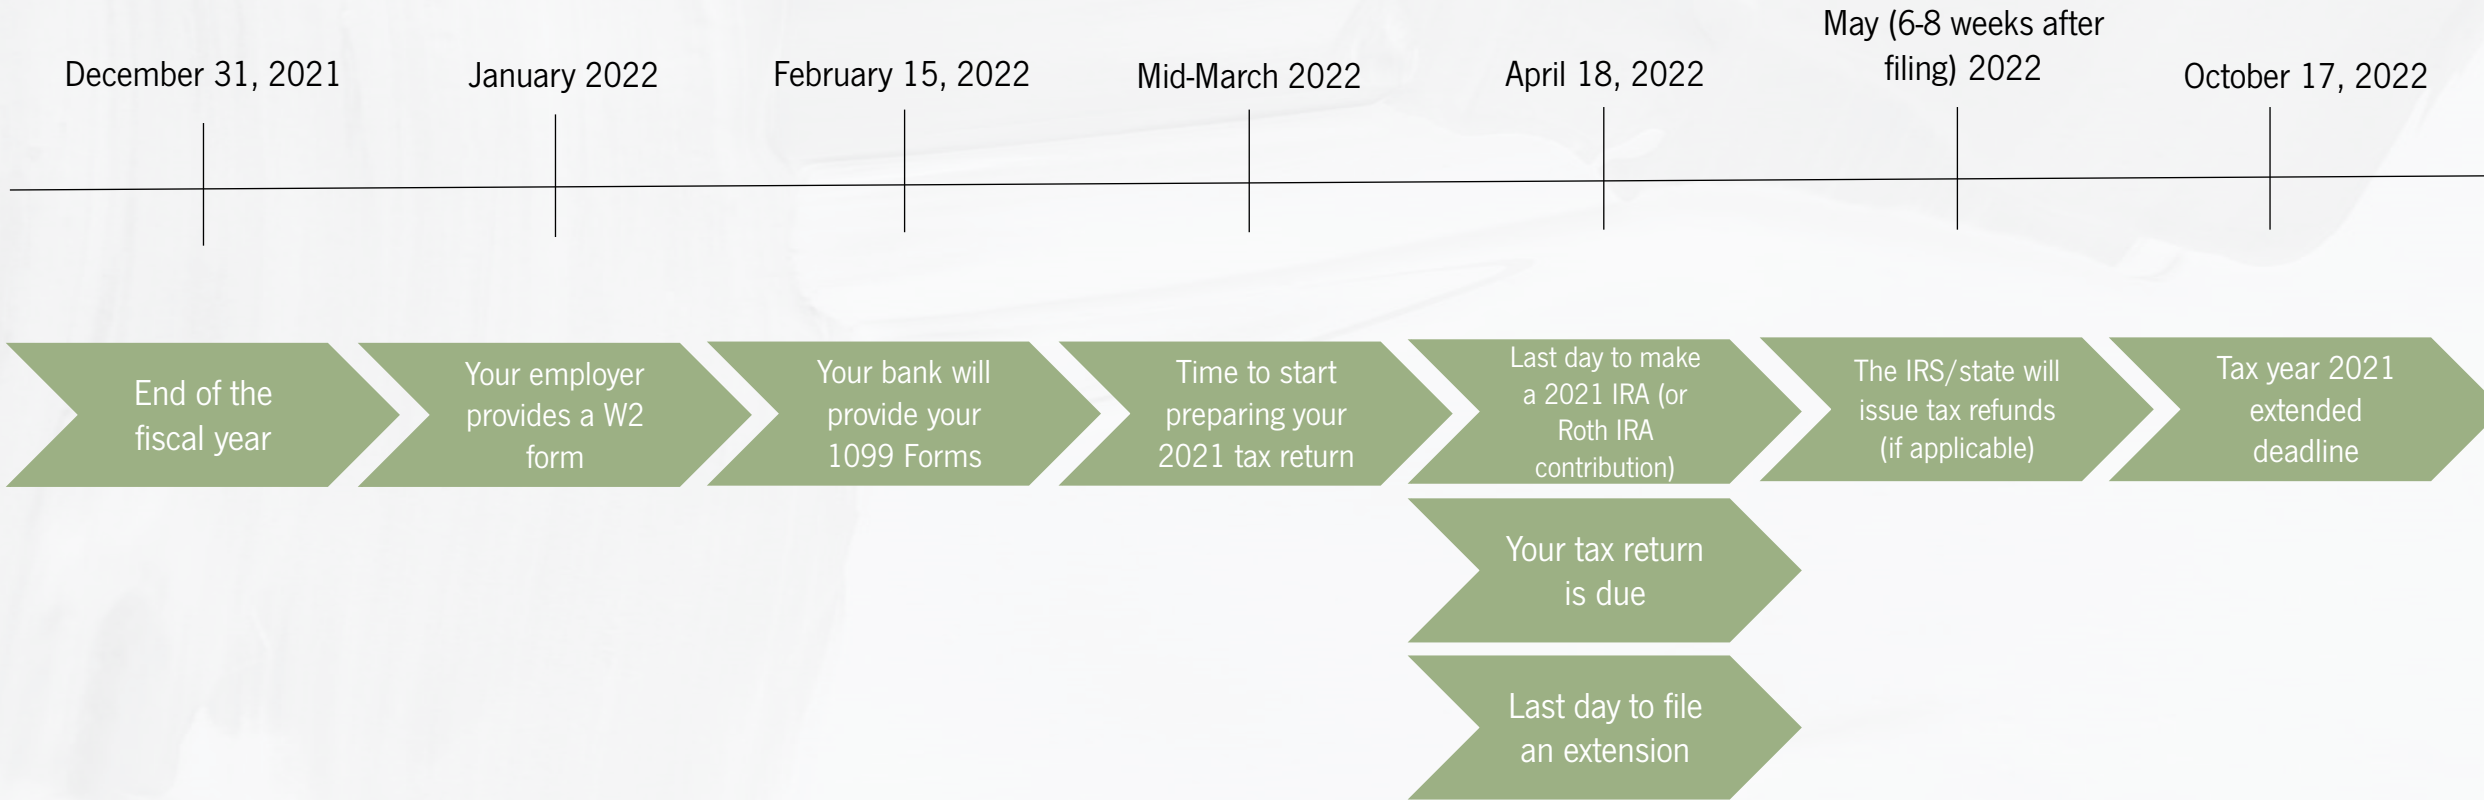 December 31, 2021
January 2022
February 15, 2022
Mid-March 2022
April 18, 2022
May (6-8 weeks after
filing) 2022
October 17, 2022
End of the
fiscal year
Your employer
provides a W2
form
Your bank will
provide your
1099 Forms
Time to start
preparing your
2021 tax return
Last day to make
a 2021 IRA (or
Roth IRA
contribution)
The IRS/state will
issue tax refunds
(if applicable)
Tax year 2021
extended
deadline
Your tax return
is due
Last day to file
an extension